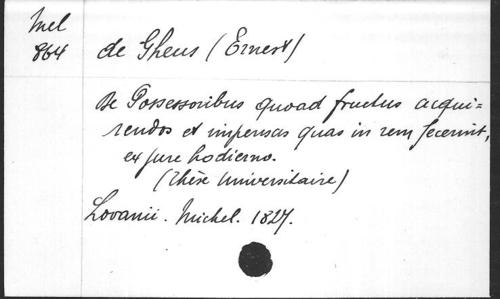 Mel
864
de Gheus (Ernest)
De Possessoribus quoad fructus acqui=
rendos et impensas quas in rem fecerint,
ex jure hodierno.
(Thèse Universitaire)
Lovanii. Michel. 1827.